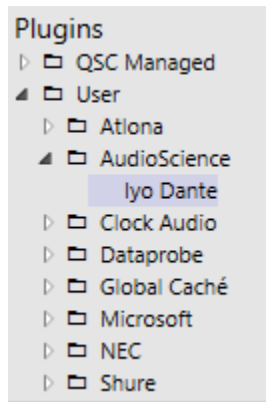 Plugins
QSC Managed
User
Atlona
AudioScience
Iyo Dante
Clock Audio
Dataprobe
Global Caché
Microsoft
NEC
Shure